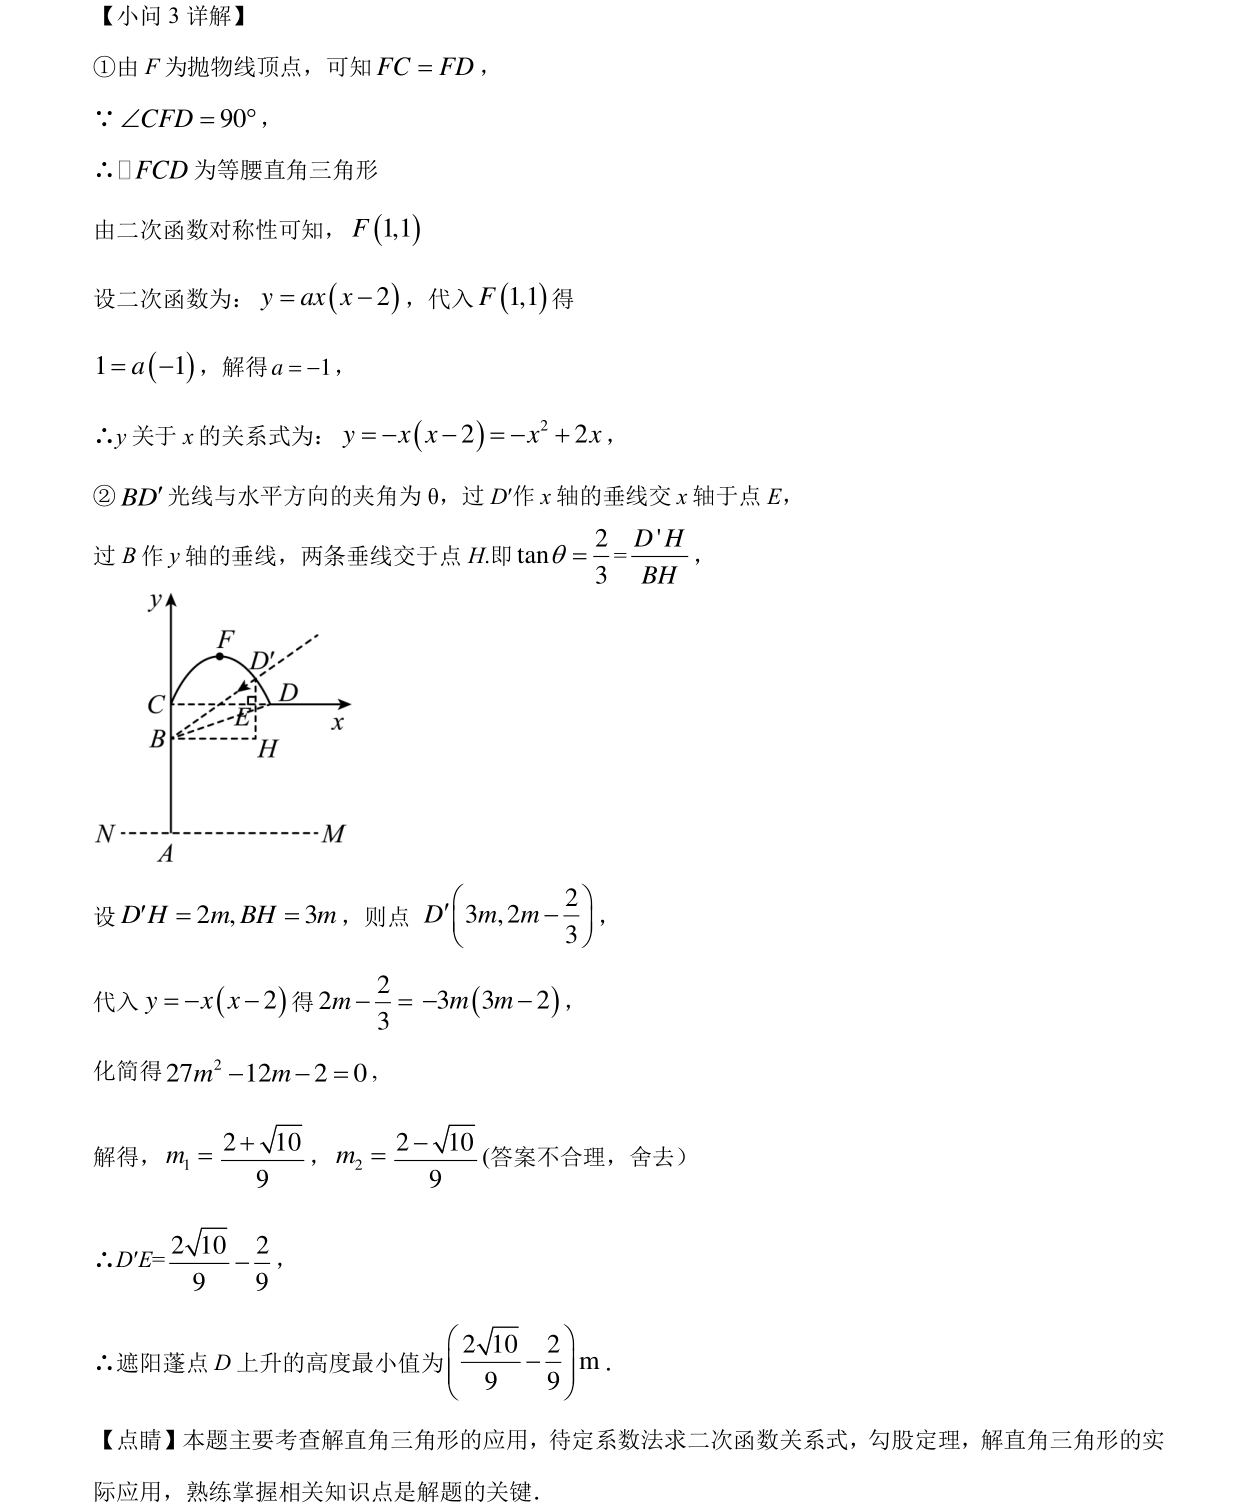 【小问 3 详解】
①由 F 为抛物线顶点，可知 FC = FD，
∵ ∠CFD = 90°，
∴ □FCD 为等腰直角三角形
由二次函数对称性可知， F(1,1)
设二次函数为： y = ax(x − 2)，代入 F(1,1) 得
1 = a(−1)，解得 a = −1，
∴y 关于 x 的关系式为： y = −x(x − 2) = −x² + 2x，
② BD′ 光线与水平方向的夹角为 θ，过 D′作 x 轴的垂线交 x 轴于点 E，
过 B 作 y 轴的垂线，两条垂线交于点 H.即 tanθ = 2/3 = D'H/BH，
y
F
D′
C
D
E
x
B
H
N
M
A
设 D′H = 2m, BH = 3m，则点 D′(3m, 2m − 2/3)，
代入 y = −x(x − 2) 得 2m − 2/3 = −3m(3m − 2)，
化简得 27m² − 12m − 2 = 0，
解得， m₁ = (2 + √10)/9， m₂ = (2 − √10)/9 (答案不合理，舍去）
∴D′E= 2√10/9 − 2/9，
∴遮阳蓬点 D 上升的高度最小值为 (2√10/9 − 2/9) m．
【点睛】本题主要考查解直角三角形的应用，待定系数法求二次函数关系式，勾股定理，解直角三角形的实
际应用，熟练掌握相关知识点是解题的关键．